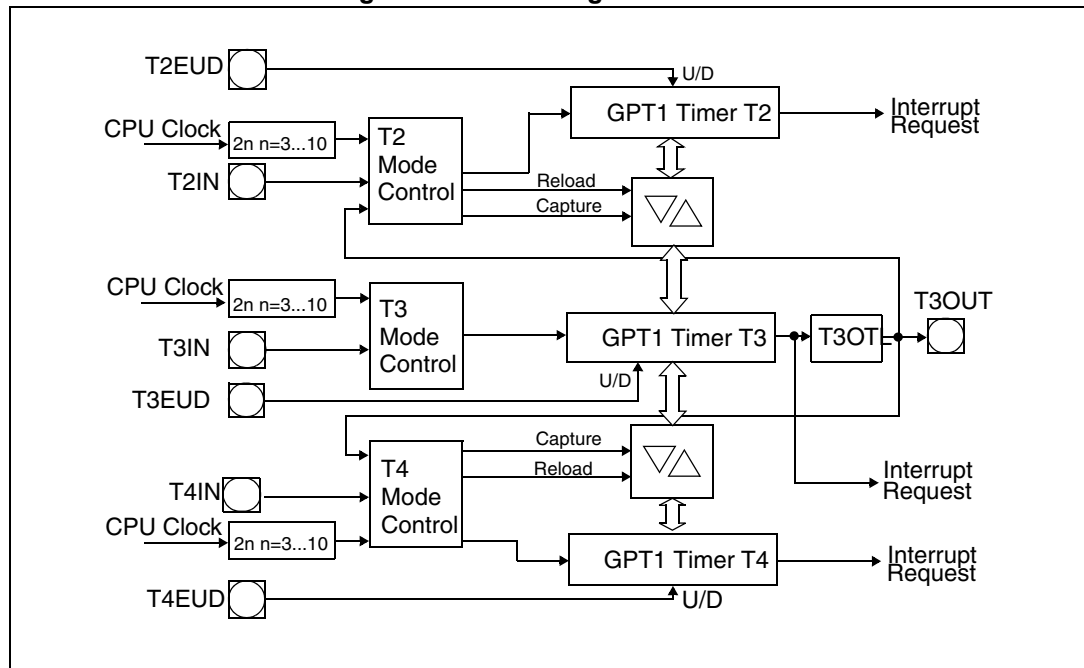 T2EUD
U/D
GPT1 Timer T2
Interrupt
Request
CPU Clock
2n n=3...10
T2
Mode
Control
T2IN
Reload
Capture
CPU Clock
2n n=3...10
T3
Mode
Control
T3OUT
T3IN
GPT1 Timer T3
T3OTL
U/D
T3EUD
Capture
Reload
T4
Mode
Control
Interrupt
Request
T4IN
CPU Clock
2n n=3...10
GPT1 Timer T4
Interrupt
Request
T4EUD
U/D